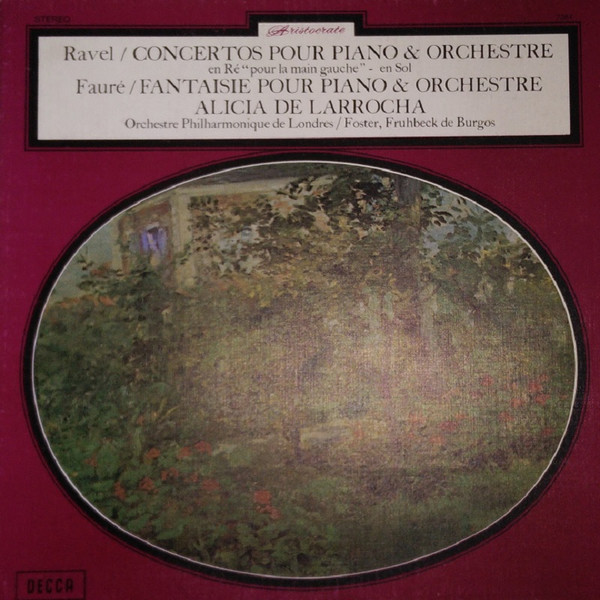 STEREO
Aristocrate
Ravel / CONCERTOS POUR PIANO & ORCHESTRE
en Ré "pour la main gauche" - en Sol
Fauré / FANTAISIE POUR PIANO & ORCHESTRE
ALICIA DE LARROCHA
Orchestre Philharmonique de Londres / Foster, Fruhbeck de Burgos
DECCA